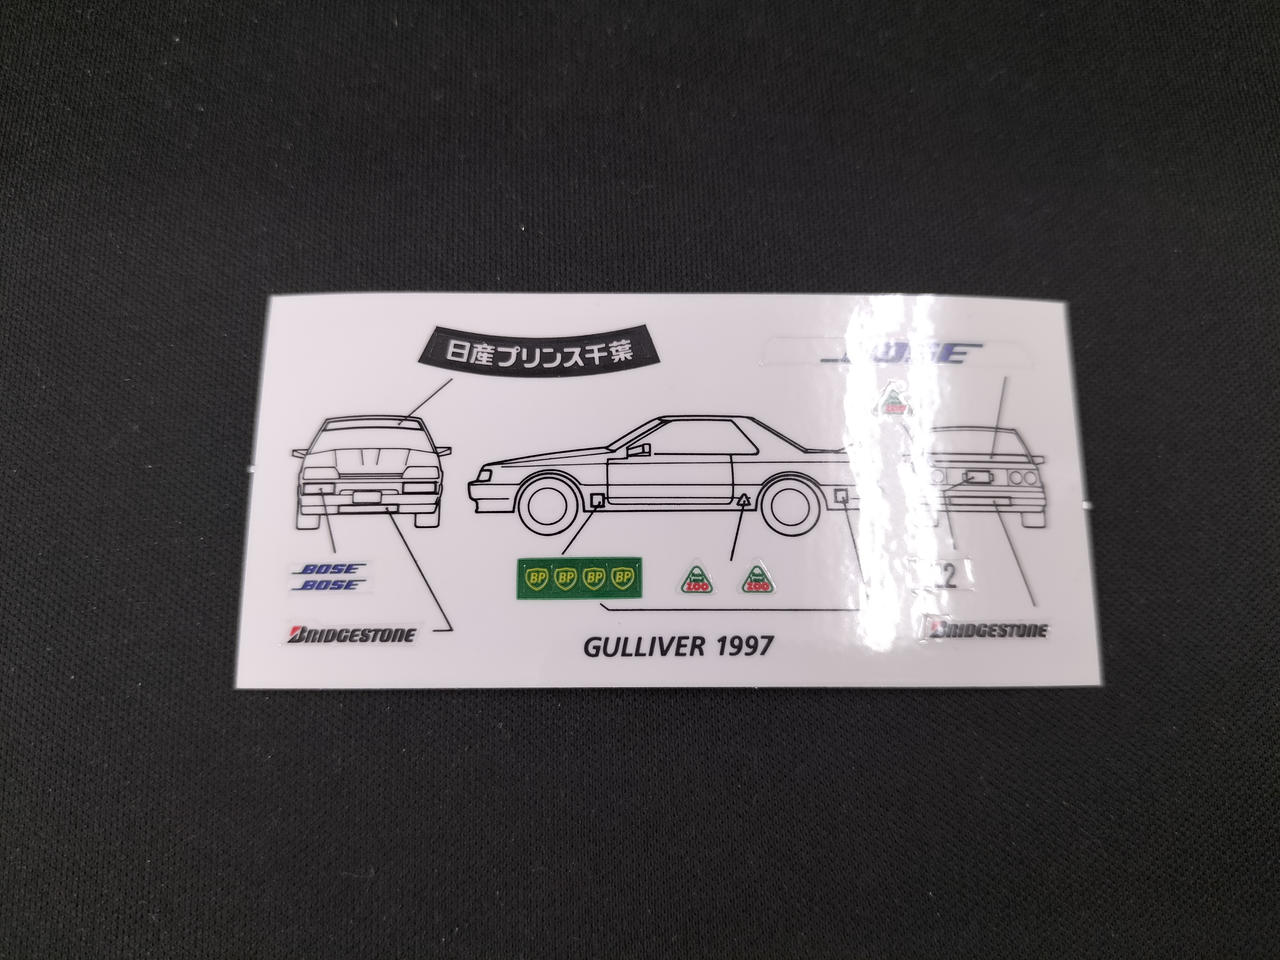 日産プリンス千葉
BOSE
ZOO
BOSE
BOSE
BP BP BP BP
ZOO
ZOO
BRIDGESTONE
GULLIVER 1997
BRIDGESTONE